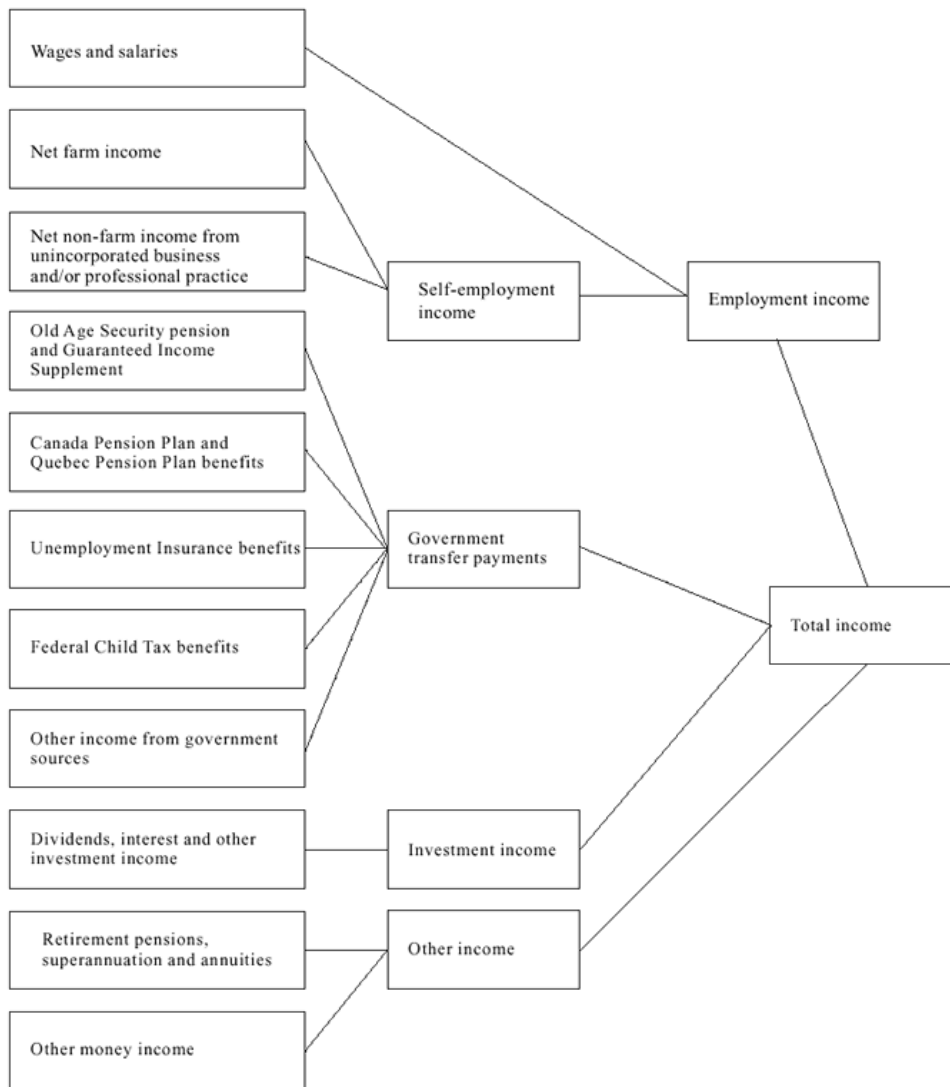 Wages and salaries
Net farm income
Net non-farm income from
unincorporated business
and/or professional practice
Self-employment
income
Employment income
Old Age Security pension
and Guaranteed Income
Supplement
Canada Pension Plan and
Quebec Pension Plan benefits
Unemployment Insurance benefits
Government
transfer payments
Federal Child Tax benefits
Total income
Other income from government
sources
Dividends, interest and other
investment income
Investment income
Retirement pensions,
superannuation and annuities
Other income
Other money income